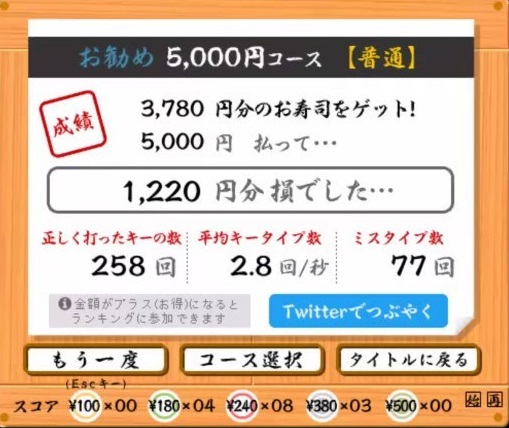 お勧め 5,000円コース 【普通】
成績
3,780 円分のお寿司をゲット!
5,000 円 払って…
1,220 円分 損でした…
正しく打ったキーの数 平均キータイプ数 ミスタイプ数
258 回 2.8 回/秒 77 回
金額がプラス(お得)になると
ランキングに参加できます
Twitterでつぶやく
もう一度 コース選択 タイトルに戻る
(Escキー)
スコア ¥100×00 ¥180×04 ¥240×08 ¥380×03 ¥500×00 始 再